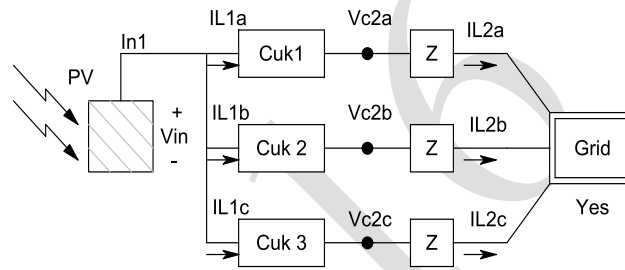 IL1a Vc2a IL2a
In1
Cuk1 Z
PV
+
Vin
-
IL1b Vc2b IL2b
Cuk 2 Z
Grid
Yes
IL1c Vc2c IL2c
Cuk 3 Z